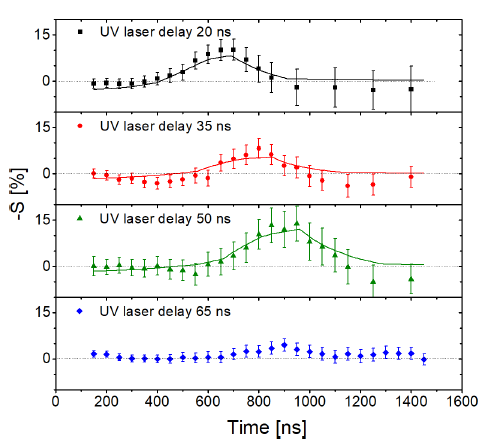 UV laser delay 20 ns
15
0
UV laser delay 35 ns
15
0
UV laser delay 50 ns
15
0
UV laser delay 65 ns
15
0
-S [%]
0 200 400 600 800 1000 1200 1400 1600
Time [ns]